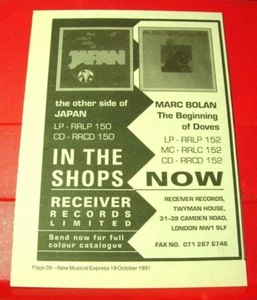 the other side of
JAPAN
LP - RRLP 150
CD - RRCD 150
IN THE
SHOPS
RECEIVER
RECORDS
LIMITED
Send now for full
colour catalogue
MARC BOLAN
The Beginning
of Doves
LP - RRLP 152
MC - RRLC 152
CD - RRCD 152
NOW
RECEIVER RECORDS,
TWYMAN HOUSE,
31-39 CAMDEN ROAD,
LONDON NW1 9LF
FAX NO. 071 267 6746
Page 26—New Musical Express 19 October 1991